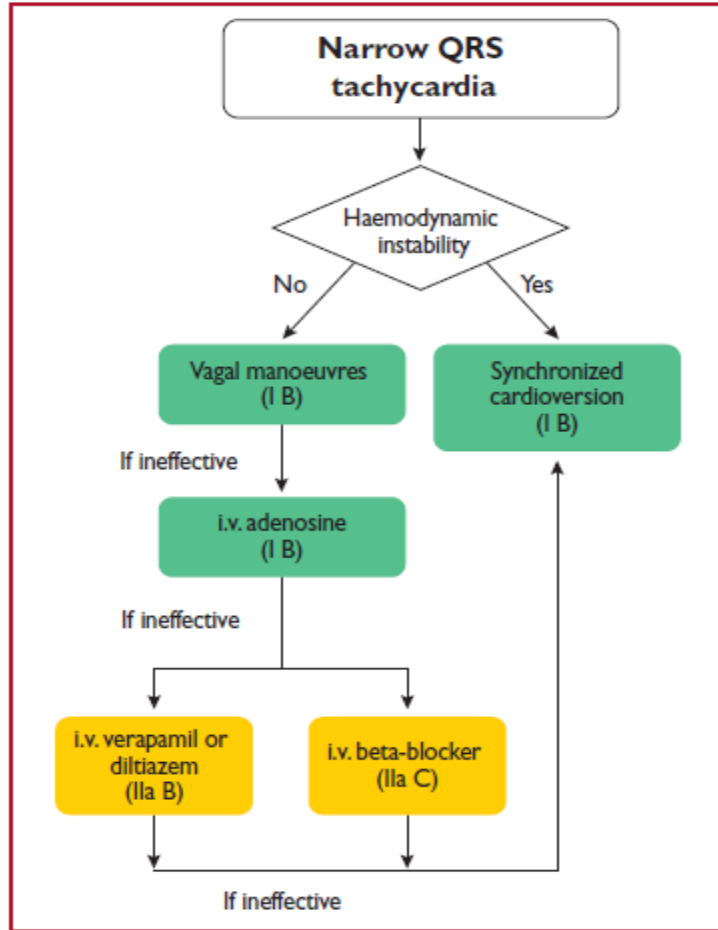 Narrow QRS
tachycardia
Haemodynamic
instability
No
Yes
Vagal manoeuvres
(I B)
Synchronized
cardioversion
(I B)
If ineffective
i.v. adenosine
(I B)
If ineffective
i.v. verapamil or
diltiazem
(IIa B)
i.v. beta-blocker
(IIa C)
If ineffective